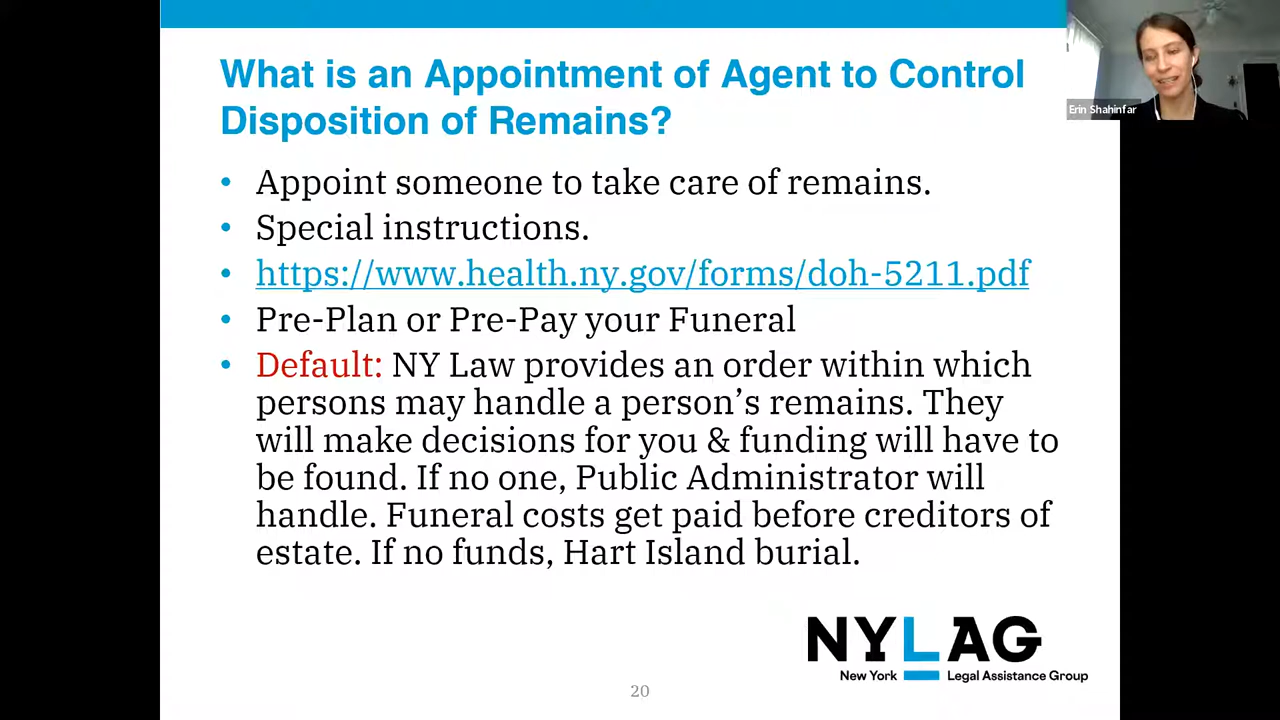 What is an Appointment of Agent to Control
Disposition of Remains?
Erin Shahinfar
• Appoint someone to take care of remains.
• Special instructions.
• https://www.health.ny.gov/forms/doh-5211.pdf
• Pre-Plan or Pre-Pay your Funeral
• Default: NY Law provides an order within which
persons may handle a person’s remains. They
will make decisions for you & funding will have to
be found. If no one, Public Administrator will
handle. Funeral costs get paid before creditors of
estate. If no funds, Hart Island burial.
NYLAG
New York Legal Assistance Group
20